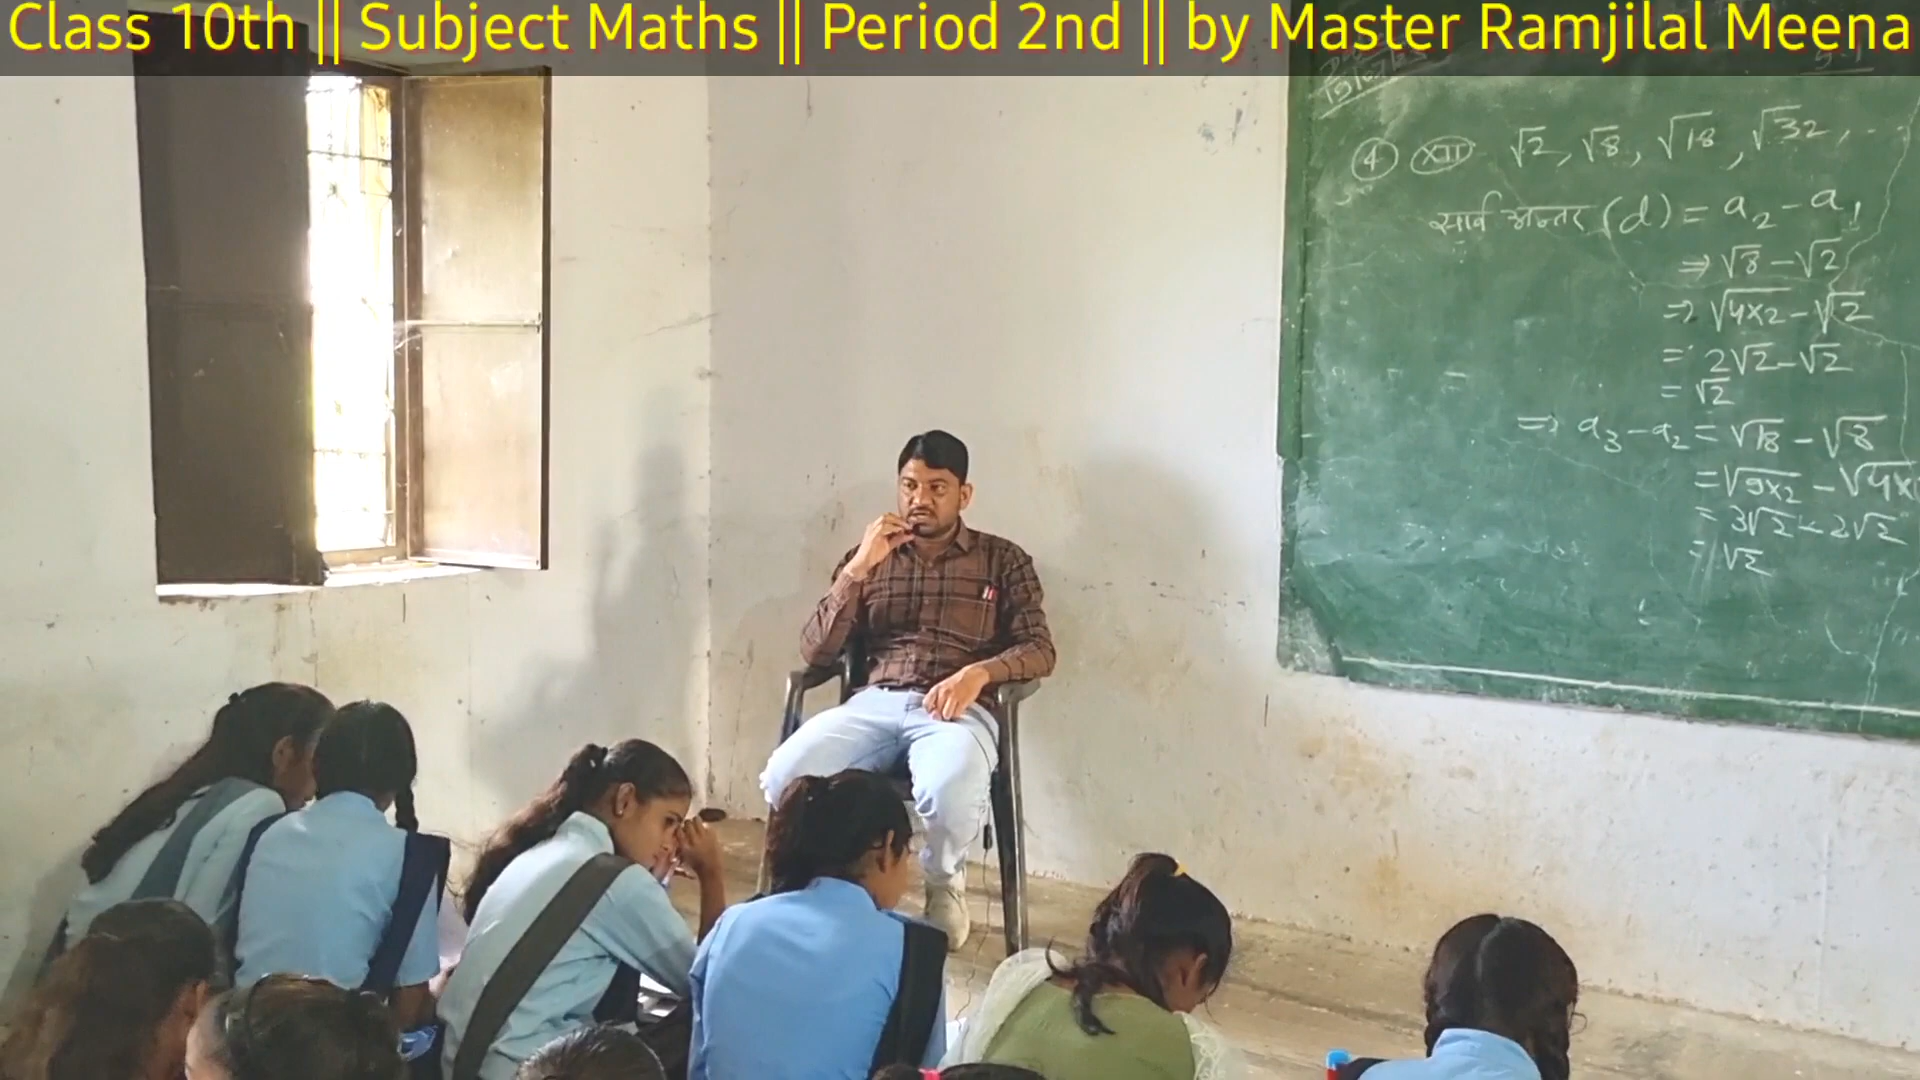 Class 10th || Subject Maths || Period 2nd || by Master Ramjilal Meena
④ XII √2, √8, √18, √32, ...
सार्व अन्तर (d) = a₂ - a₁
⇒ √8 - √2
⇒ √4x2 - √2
= 2√2 - √2
= √2
⇒ a₃ - a₂ = √18 - √8
= √9x2 - √4x
= 3√2 - 2√2
= √2